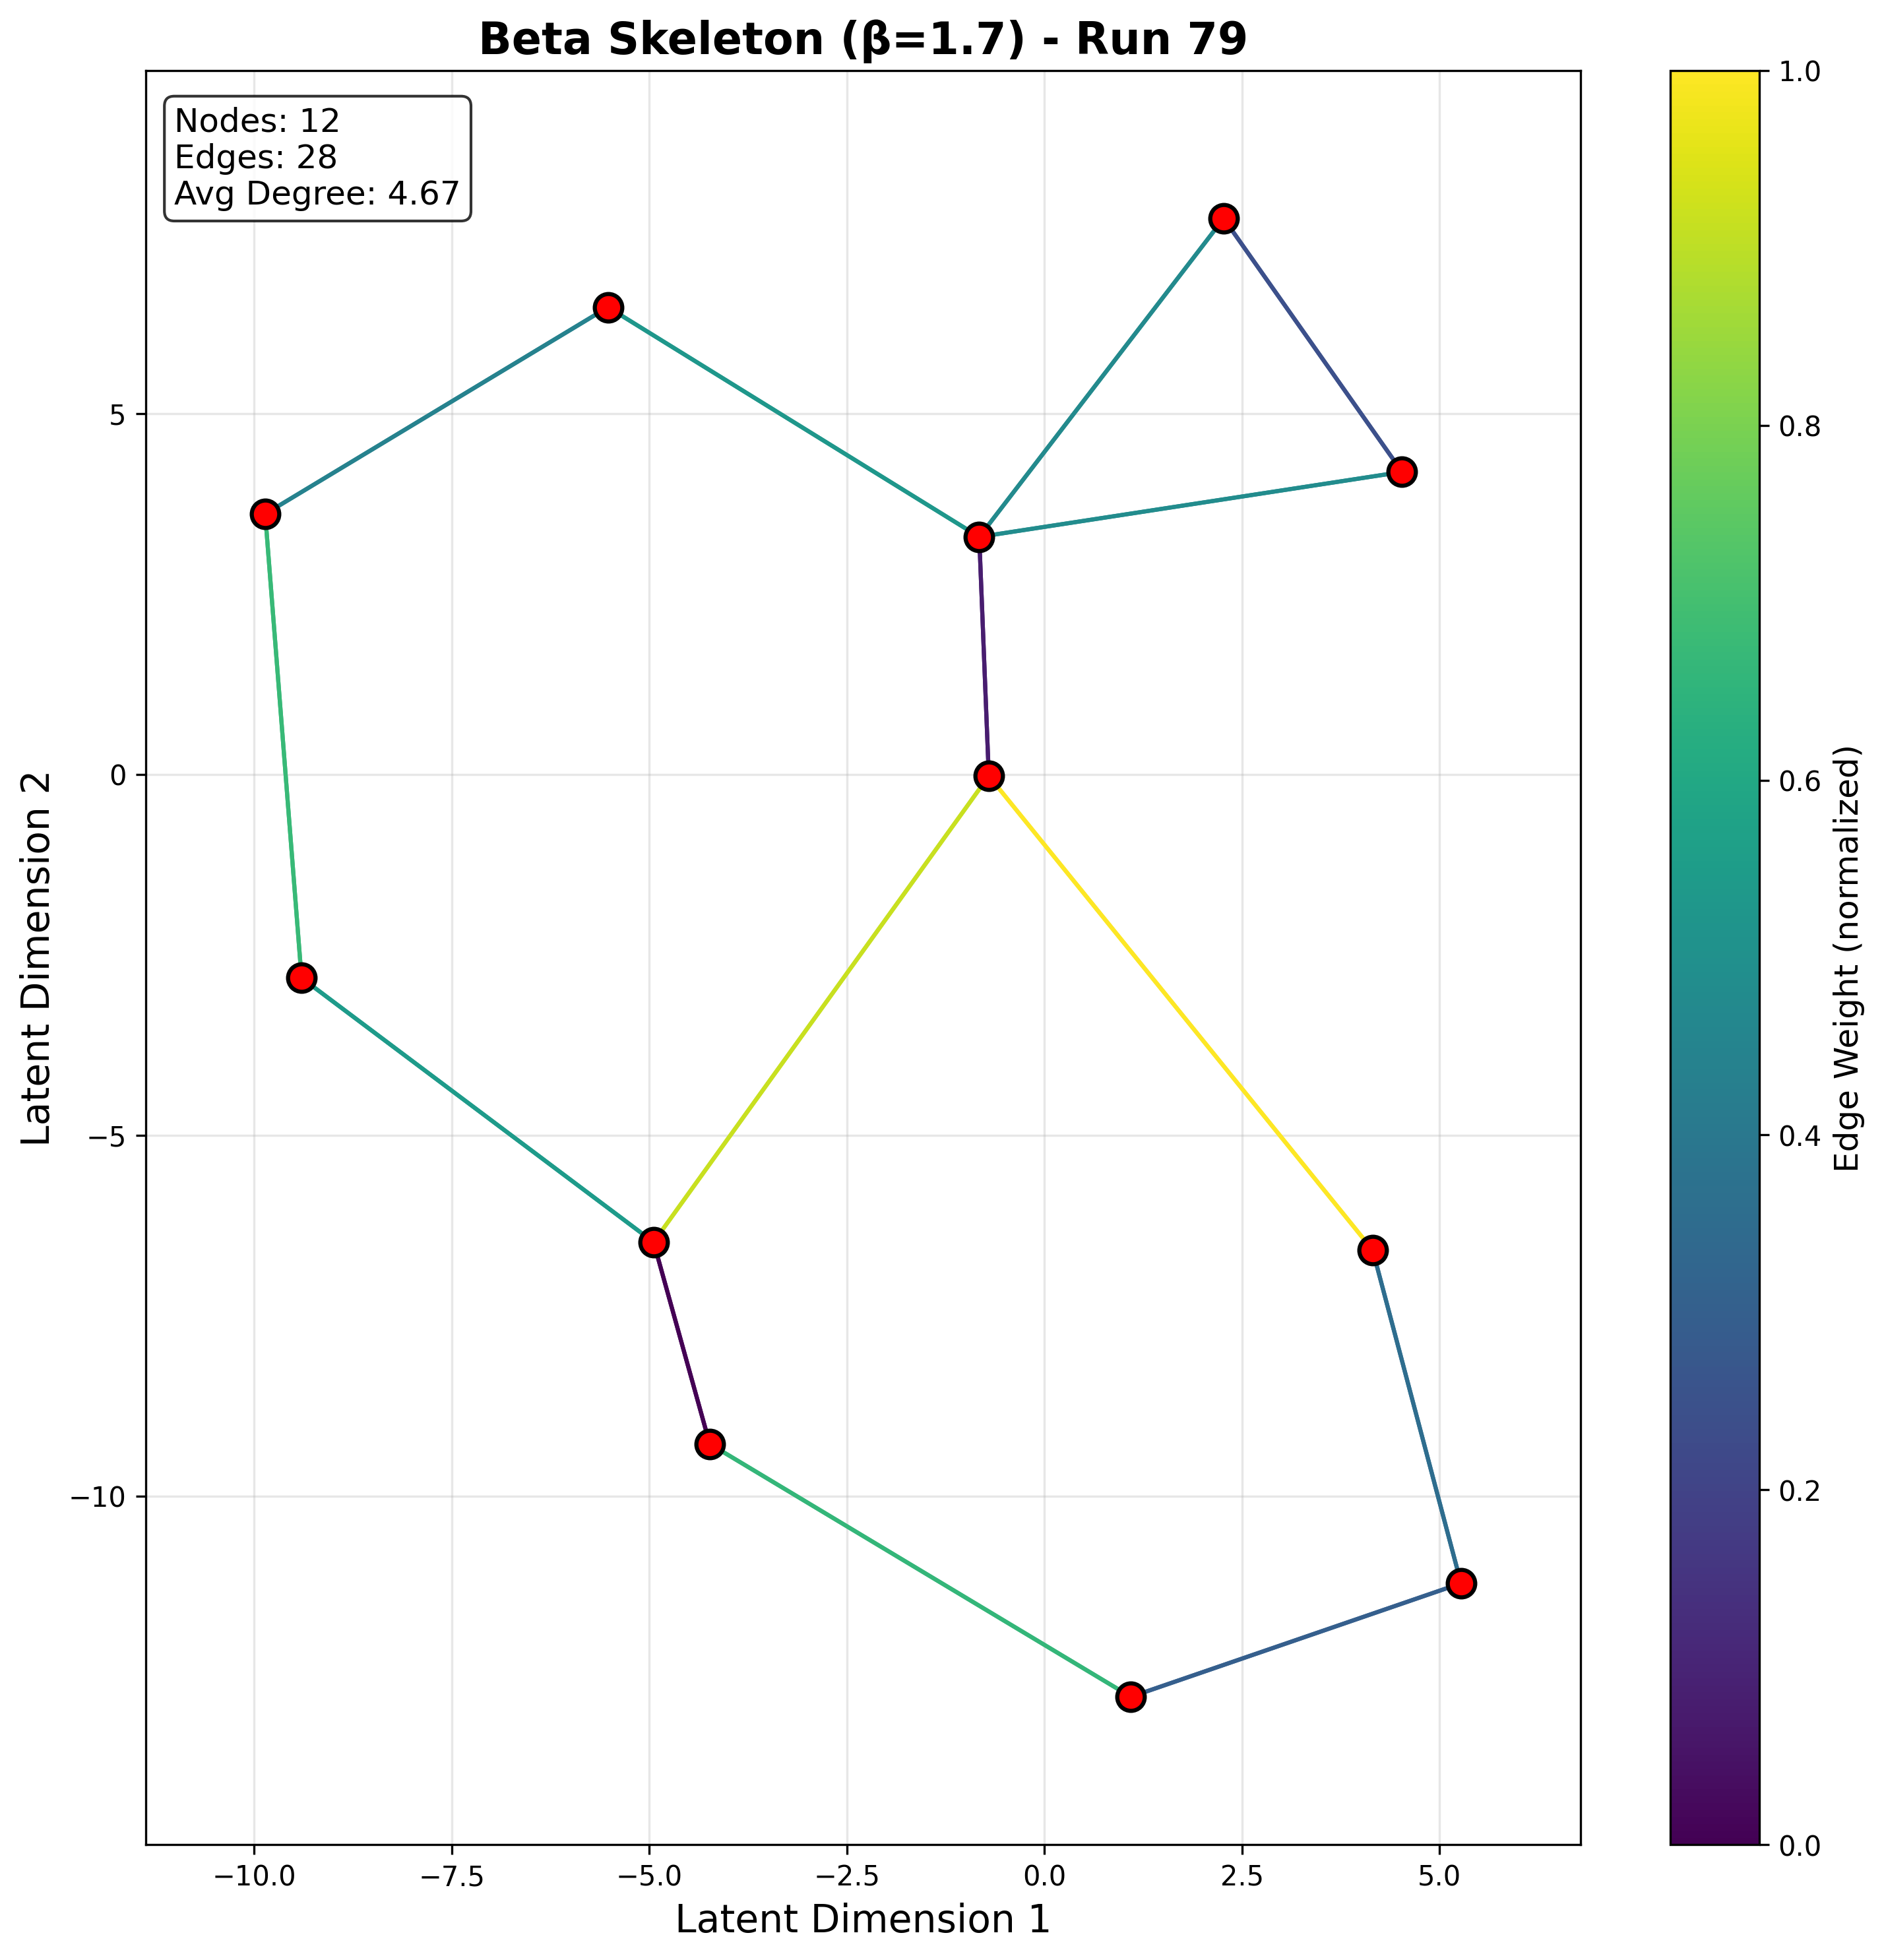 Beta Skeleton (β=1.7) - Run 79
Nodes: 12
Edges: 28
Avg Degree: 4.67
Latent Dimension 2
5
0
−5
−10
−10.0
−7.5
−5.0
−2.5
0.0
2.5
5.0
Latent Dimension 1
1.0
0.8
0.6
0.4
0.2
0.0
Edge Weight (normalized)